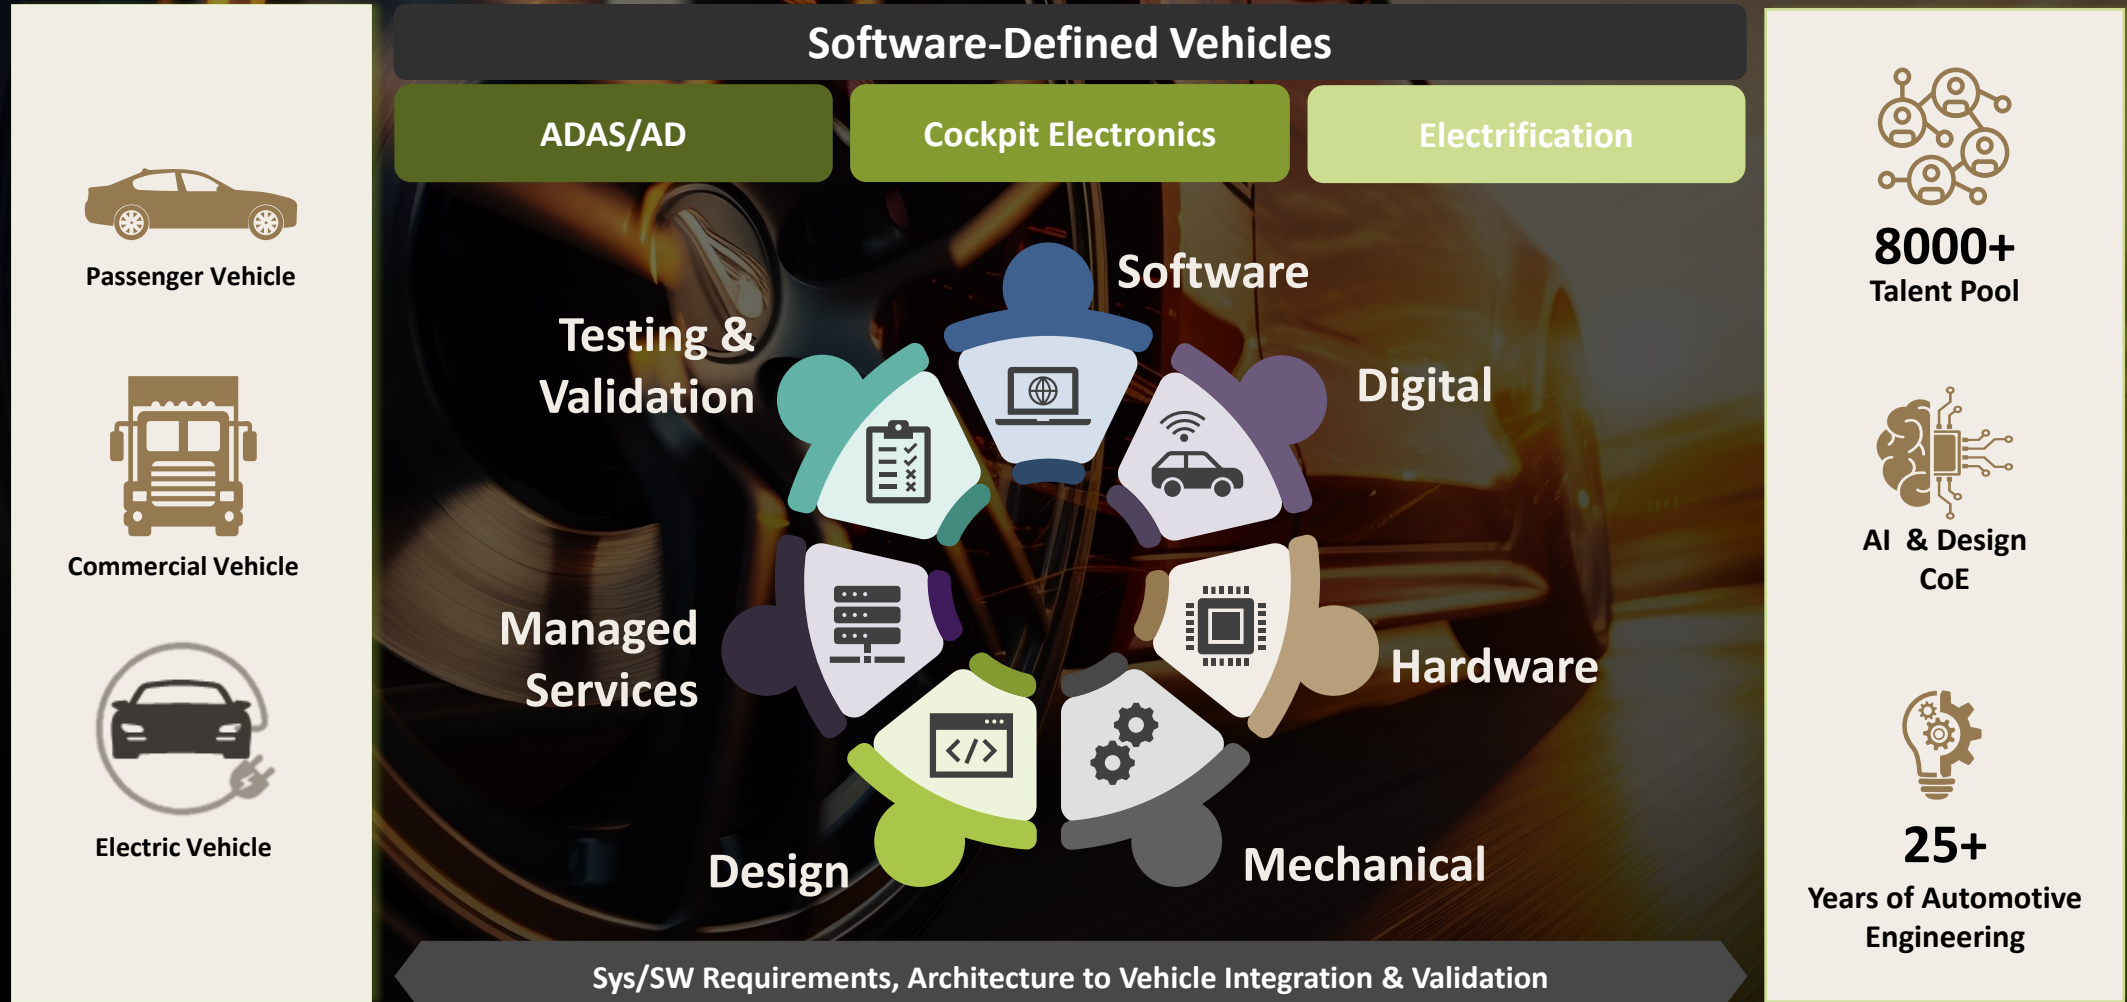 Software-Defined Vehicles
ADAS/AD
Cockpit Electronics
Electrification
Passenger Vehicle
Commercial Vehicle
Electric Vehicle
Software
Digital
Hardware
Mechanical
Design
Managed
Services
Testing &
Validation
</>
8000+
Talent Pool
AI & Design
CoE
25+
Years of Automotive
Engineering
Sys/SW Requirements, Architecture to Vehicle Integration & Validation